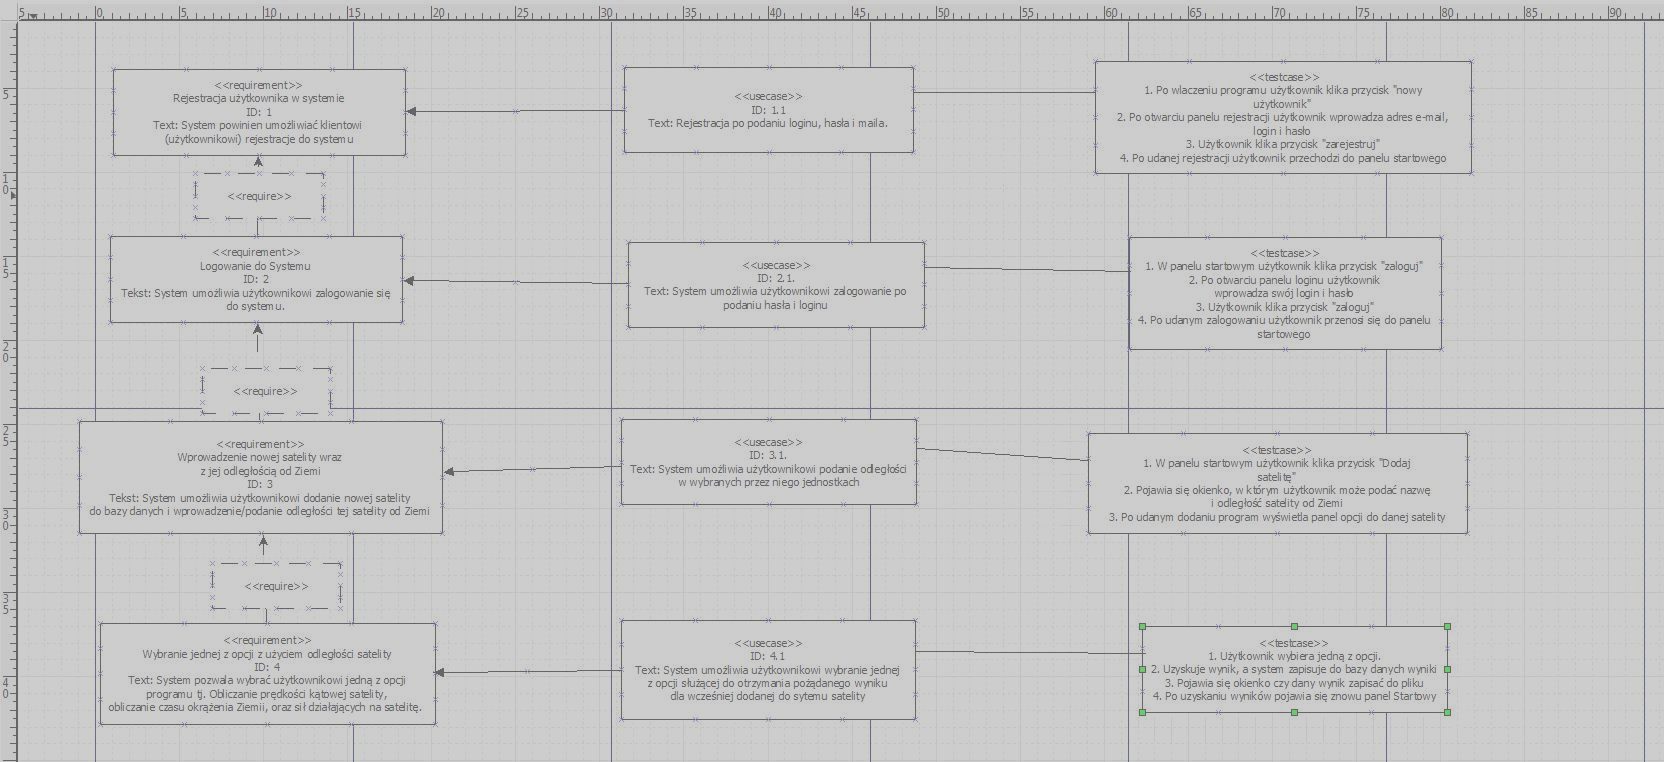 5 0 5 10 15 20 25 30 35 40 45 50 55 60 65 70 75 80 85 90
<<requirement>>
Rejestracja użytkownika w systemie
ID: 1
Text: System powinien umożliwiać klientowi
(użytkownikowi) rejestracje do systemu
<<usecase>>
ID: 1.1
Text: Rejestracja po podaniu loginu, hasła i maila.
<<testcase>>
1. Po wlaczeniu programu użytkownik klika przycisk "nowy
użytkownik"
2. Po otwarciu panelu rejestracji użytkownik wprowadza adres e-mail,
login i hasło
3. Użytkownik klika przycisk "zarejestruj"
4. Po udanej rejestracji użytkownik przechodzi do panelu startowego
<<require>>
<<requirement>>
Logowanie do Systemu
ID: 2
Tekst: System umożliwia użytkownikowi zalogowanie się
do systemu.
<<usecase>>
ID: 2.1.
Text: System umożliwia użytkownikowi zalogowanie po
podaniu hasła i loginu
<<testcase>>
1. W panelu startowym użytkownik klika przycisk "zaloguj"
2. Po otwarciu panelu loginu użytkownik
wprowadza swój login i hasło
3. Użytkownik klika przycisk "zaloguj"
4. Po udanym zalogowaniu użytkownik przenosi się do panelu
startowego
<<require>>
<<requirement>>
Wprowadzenie nowej satelity wraz
z jej odległością od Ziemi
ID: 3
Tekst: System umożliwia użytkownikowi dodanie nowej satelity
do bazy danych i wprowadzenie/podanie odległości tej satelity od Ziemi
<<usecase>>
ID: 3.1.
Text: System umożliwia użytkownikowi podanie odległości
w wybranych przez niego jednostkach
<<testcase>>
1. W panelu startowym użytkownik klika przycisk "Dodaj
satelitę"
2. Pojawia się okienko, w którym użytkownik może podać nazwę
i odległość satelity od Ziemi
3. Po udanym dodaniu program wyświetla panel opcji do danej satelity
<<require>>
<<requirement>>
Wybranie jednej z opcji z użyciem odległości satelity
ID: 4
Text: System pozwala wybrać użytkownikowi jedną z opcji
programu tj. Obliczanie prędkości kątowej satelity,
obliczanie czasu okrążenia Ziemii, oraz sił działających na satelitę.
<<usecase>>
ID: 4.1
Text: System umożliwia użytkownikowi wybranie jednej
z opcji służącej do otrzymania pożądanego wyniku
dla wcześniej dodanej do sytemu satelity
<<testcase>>
1. Użytkownik wybiera jedną z opcji.
2. Uzyskuje wynik, a system zapisuje do bazy danych wyniki
3. Pojawia się okienko czy dany wynik zapisać do pliku
4. Po uzyskaniu wyników pojawia się znowu panel Startowy
5
10
15
20
25
30
35
40